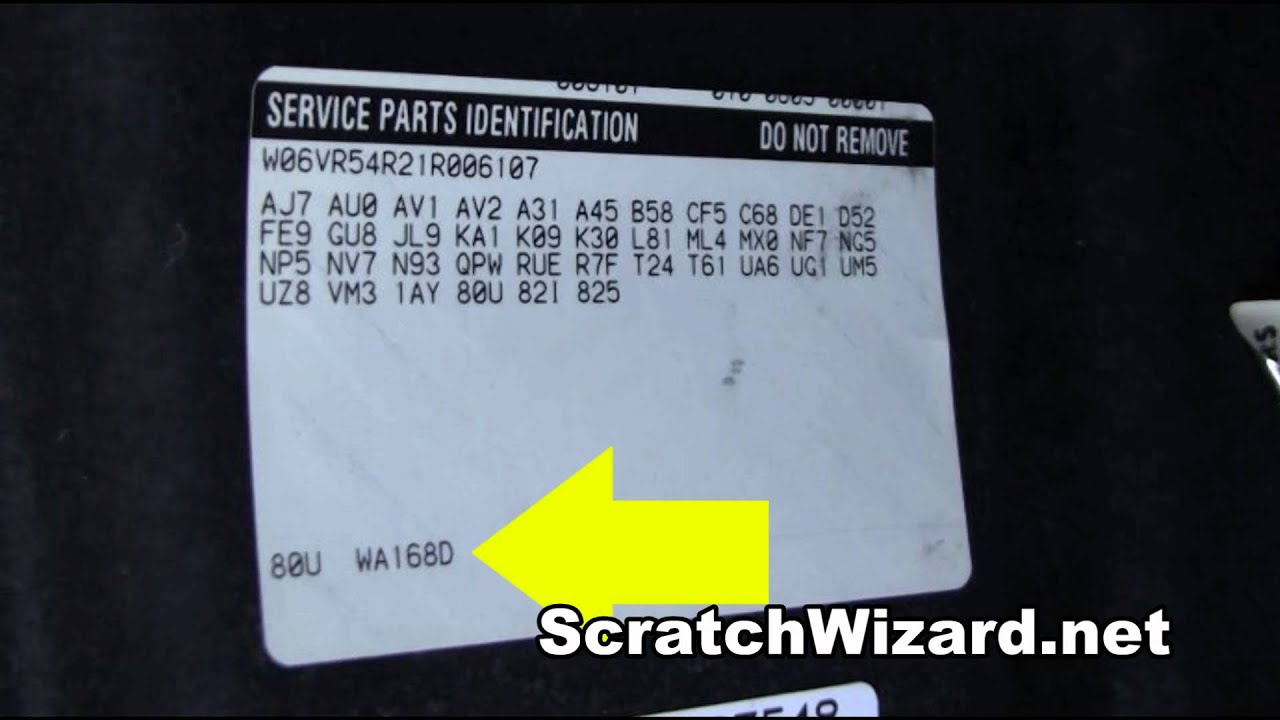 SERVICE PARTS IDENTIFICATION DO NOT REMOVE
W06VR54R21R006107
AJ7 AU0 AV1 AV2 A31 A45 B58 CF5 C68 DE1 D52
FE9 GU8 JL9 KA1 K09 K30 L81 ML4 MX0 NF7 NG5
NP5 NV7 N93 QPW RUE R7F T24 T61 UA6 UG1 UM5
UZ8 VM3 1AY 80U 82I 825
80U WA168D
ScratchWizard.net